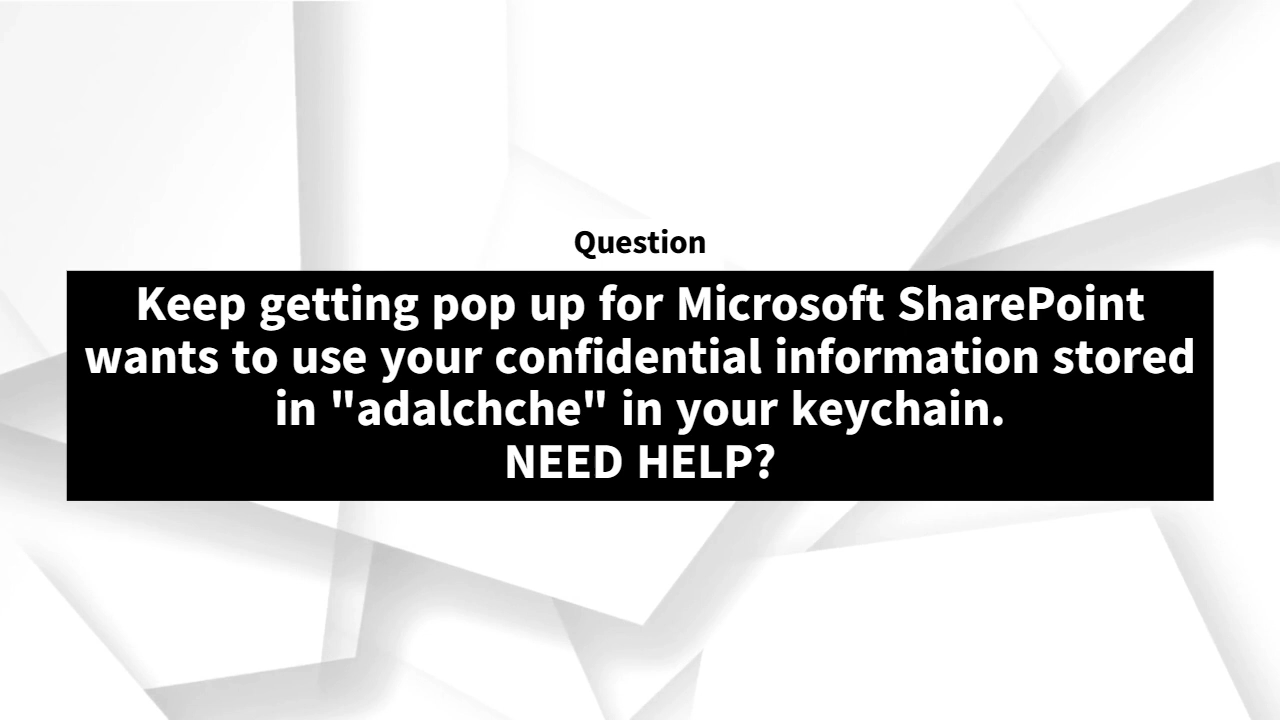 Question
Keep getting pop up for Microsoft SharePoint
wants to use your confidential information stored
in "adalchche" in your keychain.
NEED HELP?